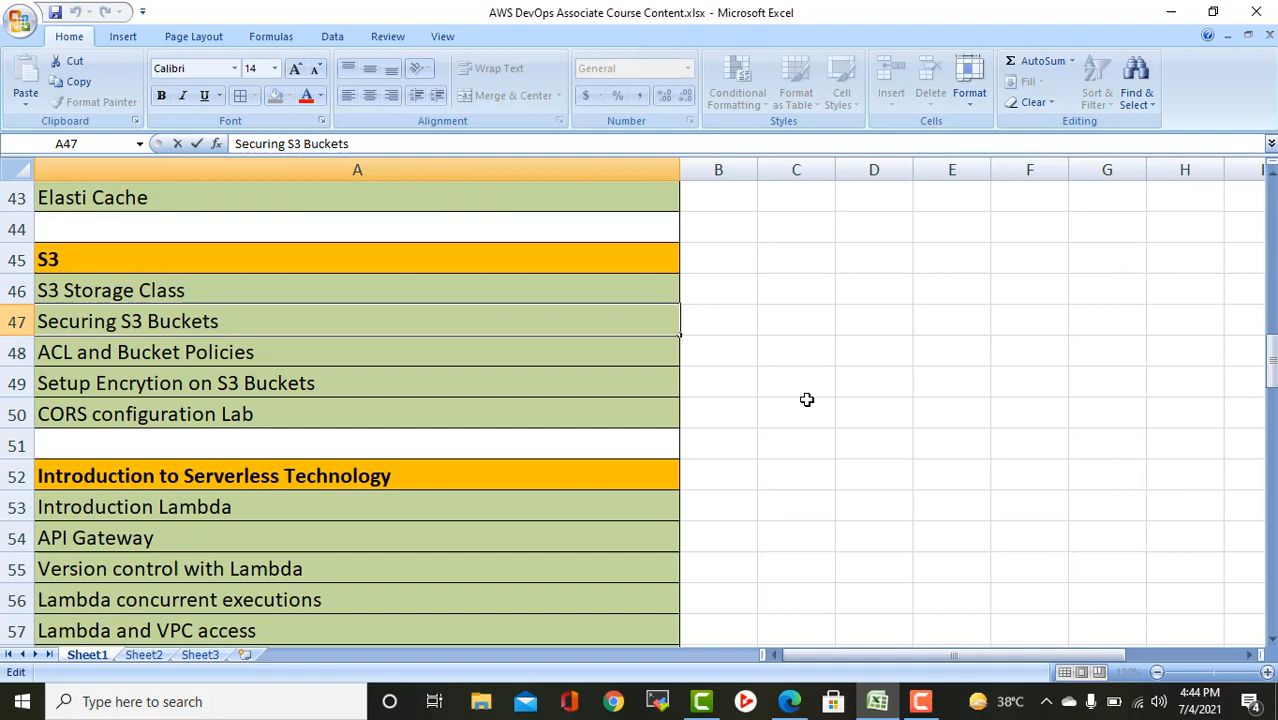 AWS DevOps Associate Course Content.xlsx - Microsoft Excel
Home Insert Page Layout Formulas Data Review View
Paste
Cut
Copy
Format Painter
Clipboard
Calibri 14
B I U
A A
A
Font
Wrap Text
Merge & Center
Alignment
General
$ % ,
Number
Conditional Formatting
Format as Table
Cell Styles
Styles
Insert
Delete
Format
Cells
Σ AutoSum
Fill
Clear
Sort & Filter
Find & Select
Editing
A47
fx
Securing S3 Buckets
A B C D E F G H
43 Elasti Cache
44
45 S3
46 S3 Storage Class
47 Securing S3 Buckets
48 ACL and Bucket Policies
49 Setup Encrytion on S3 Buckets
50 CORS configuration Lab
51
52 Introduction to Serverless Technology
53 Introduction Lambda
54 API Gateway
55 Version control with Lambda
56 Lambda concurrent executions
57 Lambda and VPC access
Sheet1 Sheet2 Sheet3
Edit
130%
Type here to search
38°C
4:44 PM
7/4/2021
4